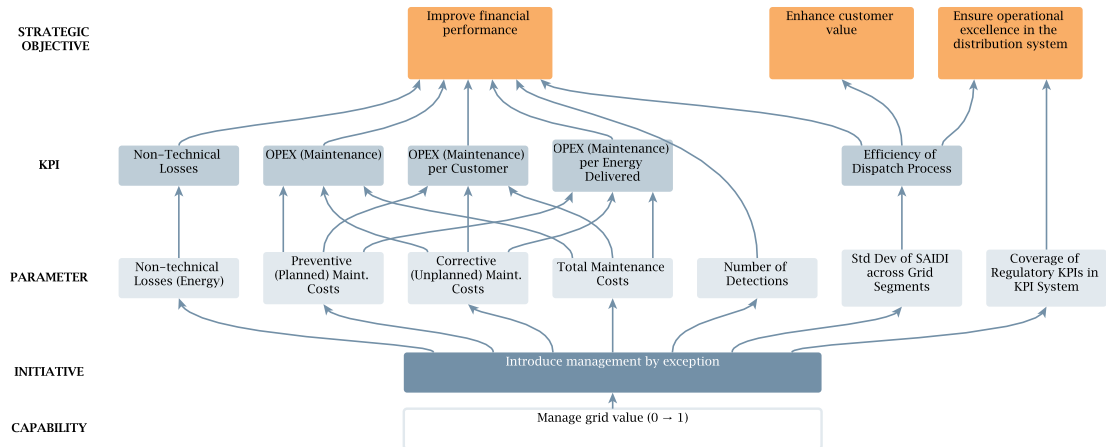 STRATEGIC
OBJECTIVE
Improve financial
performance
Enhance customer
value
Ensure operational
excellence in the
distribution system
KPI
Non-Technical
Losses
OPEX (Maintenance)
OPEX (Maintenance)
per Customer
OPEX (Maintenance)
per Energy
Delivered
Efficiency of
Dispatch Process
PARAMETER
Non-technical
Losses (Energy)
Preventive
(Planned) Maint.
Costs
Corrective
(Unplanned) Maint.
Costs
Total Maintenance
Costs
Number of
Detections
Std Dev of SAIDI
across Grid
Segments
Coverage of
Regulatory KPIs in
KPI System
INITIATIVE
Introduce management by exception
CAPABILITY
Manage grid value (0 → 1)